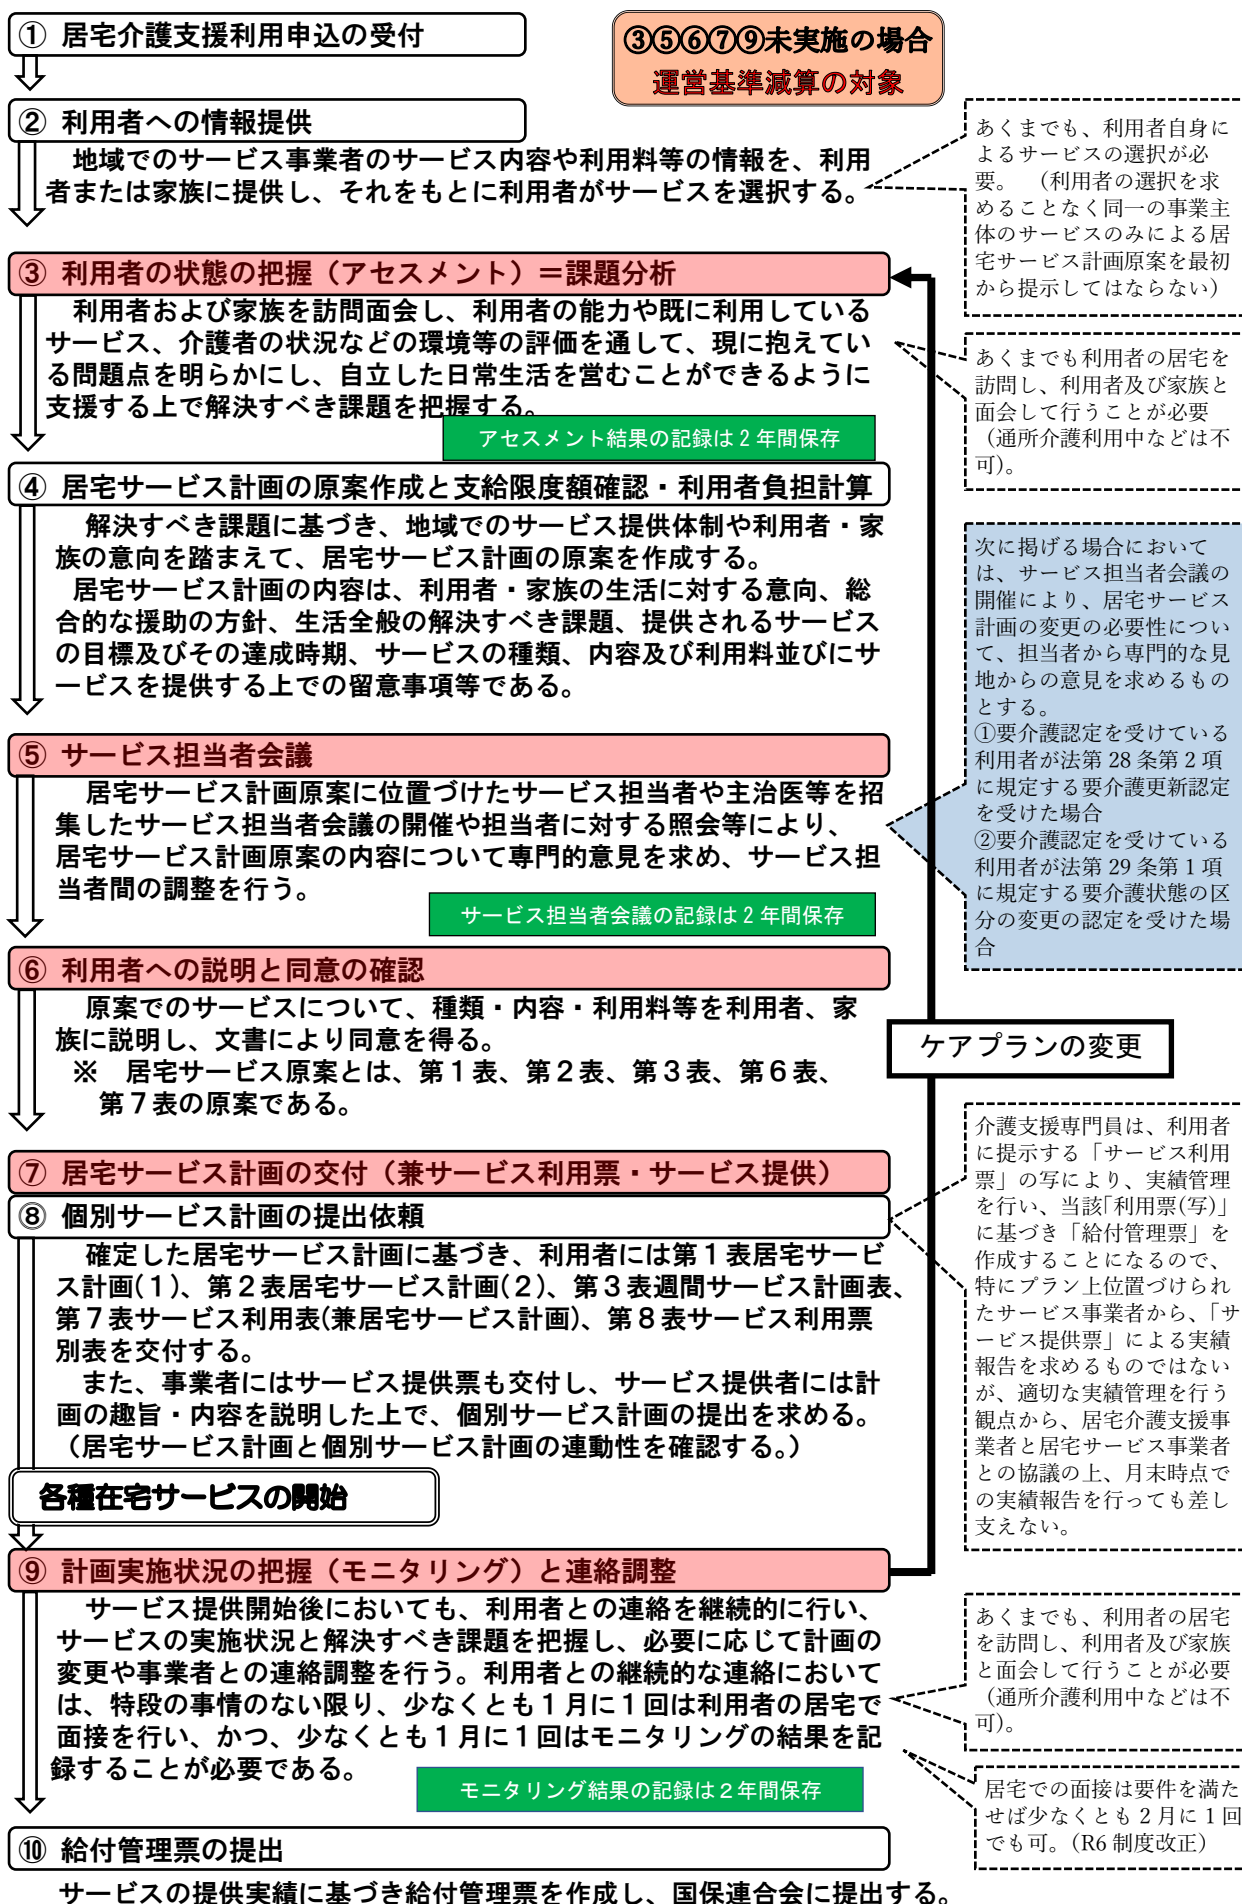 ① 居宅介護支援利用申込の受付
③⑤⑥⑦⑨未実施の場合
運営基準減算の対象
② 利用者への情報提供
地域でのサービス事業者のサービス内容や利用料等の情報を、利用
者または家族に提供し、それをもとに利用者がサービスを選択する。
あくまでも、利用者自身に
よるサービスの選択が必
要。　（利用者の選択を求
めることなく同一の事業主
体のサービスのみによる居
宅サービス計画原案を最初
から提示してはならない）
③ 利用者の状態の把握（アセスメント）＝課題分析
利用者および家族を訪問面会し、利用者の能力や既に利用している
サービス、介護者の状況などの環境等の評価を通して、現に抱えてい
る問題点を明らかにし、自立した日常生活を営むことができるように
支援する上で解決すべき課題を把握する。
アセスメント結果の記録は２年間保存
あくまでも利用者の居宅を
訪問し、利用者及び家族と
面会して行うことが必要
（通所介護利用中などは不
可)。
④ 居宅サービス計画の原案作成と支給限度額確認・利用者負担計算
解決すべき課題に基づき、地域でのサービス提供体制や利用者・家
族の意向を踏まえて、居宅サービス計画の原案を作成する。
居宅サービス計画の内容は、利用者・家族の生活に対する意向、総
合的な援助の方針、生活全般の解決すべき課題、提供されるサービス
の目標及びその達成時期、サービスの種類、内容及び利用料並びにサ
ービスを提供する上での留意事項等である。
次に掲げる場合において
は、サービス担当者会議の
開催により、居宅サービス
計画の変更の必要性につい
て、担当者から専門的な見
地からの意見を求めるもの
とする。
①要介護認定を受けている
利用者が法第 28 条第 2 項
に規定する要介護更新認定
を受けた場合
②要介護認定を受けている
利用者が法第 29 条第 1 項
に規定する要介護状態の区
分の変更の認定を受けた場
合
⑤ サービス担当者会議
居宅サービス計画原案に位置づけたサービス担当者や主治医等を招
集したサービス担当者会議の開催や担当者に対する照会等により、
居宅サービス計画原案の内容について専門的意見を求め、サービス担
当者間の調整を行う。
サービス担当者会議の記録は２年間保存
⑥ 利用者への説明と同意の確認
原案でのサービスについて、種類・内容・利用料等を利用者、家
族に説明し、文書により同意を得る。
※　居宅サービス原案とは、第１表、第２表、第３表、第６表、
第７表の原案である。
ケアプランの変更
⑦ 居宅サービス計画の交付（兼サービス利用票・サービス提供）
⑧ 個別サービス計画の提出依頼
確定した居宅サービス計画に基づき、利用者には第１表居宅サービ
ス計画(１)、第２表居宅サービス計画(２)、第３表週間サービス計画表、
第７表サービス利用表(兼居宅サービス計画)、第８表サービス利用票
別表を交付する。
また、事業者にはサービス提供票も交付し、サービス提供者には計
画の趣旨・内容を説明した上で、個別サービス計画の提出を求める。
（居宅サービス計画と個別サービス計画の連動性を確認する。）
介護支援専門員は、利用者
に提示する「サービス利用
票」の写により、実績管理
を行い、当該｢利用票(写)｣
に基づき「給付管理票」を
作成することになるので、
特にプラン上位置づけられ
たサービス事業者から、｢サ
ービス提供票」による実績
報告を求めるものではない
が、適切な実績管理を行う
観点から、居宅介護支援事
業者と居宅サービス事業者
との協議の上、月末時点で
の実績報告を行っても差し
支えない。
各種在宅サービスの開始
⑨ 計画実施状況の把握（モニタリング）と連絡調整
サービス提供開始後においても、利用者との連絡を継続的に行い、
サービスの実施状況と解決すべき課題を把握し、必要に応じて計画の
変更や事業者との連絡調整を行う。利用者との継続的な連絡において
は、特段の事情のない限り、少なくとも１月に１回は利用者の居宅で
面接を行い、かつ、少なくとも１月に１回はモニタリングの結果を記
録することが必要である。
モニタリング結果の記録は２年間保存
あくまでも、利用者の居宅
を訪問し、利用者及び家族
と面会して行うことが必要
（通所介護利用中などは不
可)。
居宅での面接は要件を満た
せば少なくとも 2 月に 1 回
でも可。（R6 制度改正）
⑩ 給付管理票の提出
サービスの提供実績に基づき給付管理票を作成し、国保連合会に提出する。